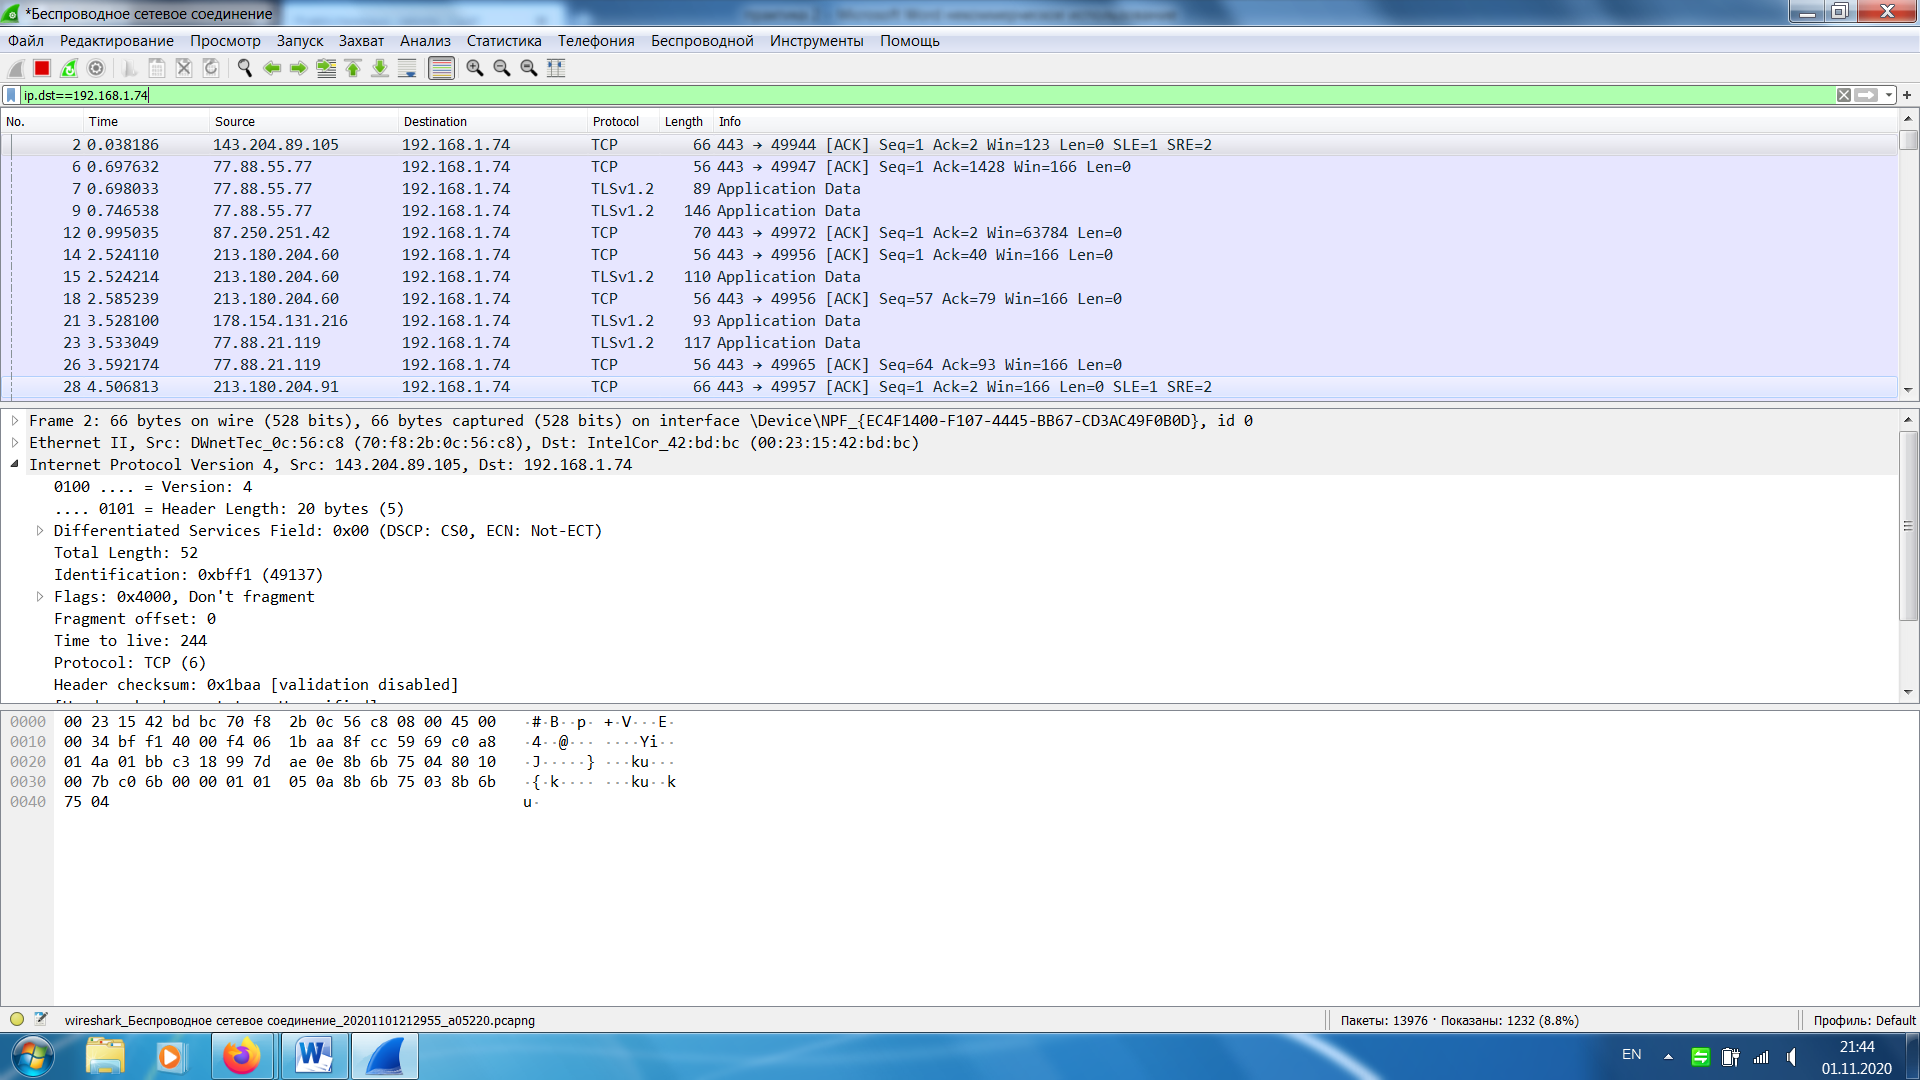 *Беспроводное сетевое соединение
Файл Редактирование Просмотр Запуск Захват Анализ Статистика Телефония Беспроводной Инструменты Помощь
ip.dst==192.168.1.74
No. Time Source Destination Protocol Length Info
2 0.038186 143.204.89.105 192.168.1.74 TCP 66 443 → 49944 [ACK] Seq=1 Ack=2 Win=123 Len=0 SLE=1 SRE=2
6 0.697632 77.88.55.77 192.168.1.74 TCP 56 443 → 49947 [ACK] Seq=1 Ack=1428 Win=166 Len=0
7 0.698033 77.88.55.77 192.168.1.74 TLSv1.2 89 Application Data
9 0.746538 77.88.55.77 192.168.1.74 TLSv1.2 146 Application Data
12 0.995035 87.250.251.42 192.168.1.74 TCP 70 443 → 49972 [ACK] Seq=1 Ack=2 Win=63784 Len=0
14 2.524110 213.180.204.60 192.168.1.74 TCP 56 443 → 49956 [ACK] Seq=1 Ack=40 Win=166 Len=0
15 2.524214 213.180.204.60 192.168.1.74 TLSv1.2 110 Application Data
18 2.585239 213.180.204.60 192.168.1.74 TCP 56 443 → 49956 [ACK] Seq=57 Ack=79 Win=166 Len=0
21 3.528100 178.154.131.216 192.168.1.74 TLSv1.2 93 Application Data
23 3.533049 77.88.21.119 192.168.1.74 TLSv1.2 117 Application Data
26 3.592174 77.88.21.119 192.168.1.74 TCP 56 443 → 49965 [ACK] Seq=64 Ack=93 Win=166 Len=0
28 4.506813 213.180.204.91 192.168.1.74 TCP 66 443 → 49957 [ACK] Seq=1 Ack=2 Win=166 Len=0 SLE=1 SRE=2
Frame 2: 66 bytes on wire (528 bits), 66 bytes captured (528 bits) on interface \Device\NPF_{EC4F1400-F107-4445-BB67-CD3AC49F0B0D}, id 0
Ethernet II, Src: DWnetTec_0c:56:c8 (70:f8:2b:0c:56:c8), Dst: IntelCor_42:bd:bc (00:23:15:42:bd:bc)
Internet Protocol Version 4, Src: 143.204.89.105, Dst: 192.168.1.74
0100 .... = Version: 4
.... 0101 = Header Length: 20 bytes (5)
Differentiated Services Field: 0x00 (DSCP: CS0, ECN: Not-ECT)
Total Length: 52
Identification: 0xbff1 (49137)
Flags: 0x4000, Don't fragment
Fragment offset: 0
Time to live: 244
Protocol: TCP (6)
Header checksum: 0x1baa [validation disabled]
0000 00 23 15 42 bd bc 70 f8 2b 0c 56 c8 08 00 45 00 ·#·B··p· +·V···E·
0010 00 34 bf f1 40 00 f4 06 1b aa 8f cc 59 69 c0 a8 ·4··@··· ····Yi··
0020 01 4a 01 bb c3 18 99 7d ae 0e 8b 6b 75 04 80 10 ·J·····} ···ku···
0030 00 7b c0 6b 00 00 01 01 05 0a 8b 6b 75 03 8b 6b ·{·k···· ···ku··k
0040 75 04 u·
wireshark_Беспроводное сетевое соединение_20201101212955_a05220.pcapng
Пакеты: 13976 · Показаны: 1232 (8.8%)
Профиль: Default
EN
21:44
01.11.2020